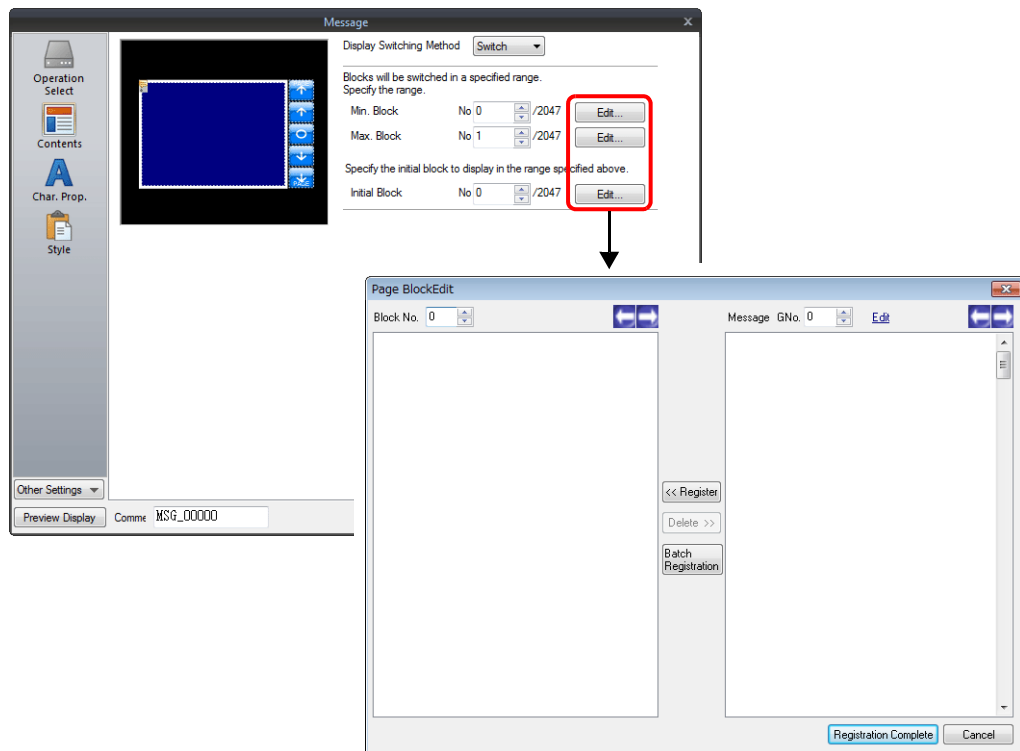 Message
X
Operation
Select
Contents
Char. Prop.
Style
Other Settings
Preview Display
Comme MSG_00000
Display Switching Method Switch
Blocks will be switched in a specified range.
Specify the range.
Min. Block No 0 /2047 Edit...
Max. Block No 1 /2047 Edit...
Specify the initial block to display in the range specified above.
Initial Block No 0 /2047 Edit...
Page BlockEdit
Block No. 0
Message GNo. 0 Edit
<< Register
Delete >>
Batch
Registration
Registration Complete Cancel